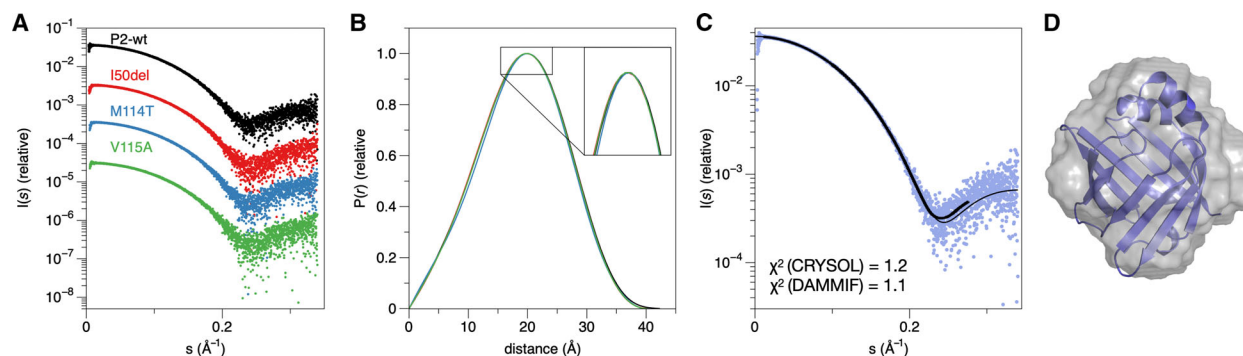 A
B
C
D
10⁻¹
10⁻²
10⁻³
10⁻⁴
10⁻⁵
10⁻⁶
10⁻⁷
10⁻⁸
I(s) (relative)
P2-wt
I50del
M114T
V115A
0
0.2
s (Å⁻¹)
1.0
0.8
0.6
0.4
0.2
0
P(r) (relative)
0
10
20
30
40
distance (Å)
10⁻²
10⁻³
10⁻⁴
I(s) (relative)
χ² (CRYSOL) = 1.2
χ² (DAMMIF) = 1.1
0
0.2
s (Å⁻¹)